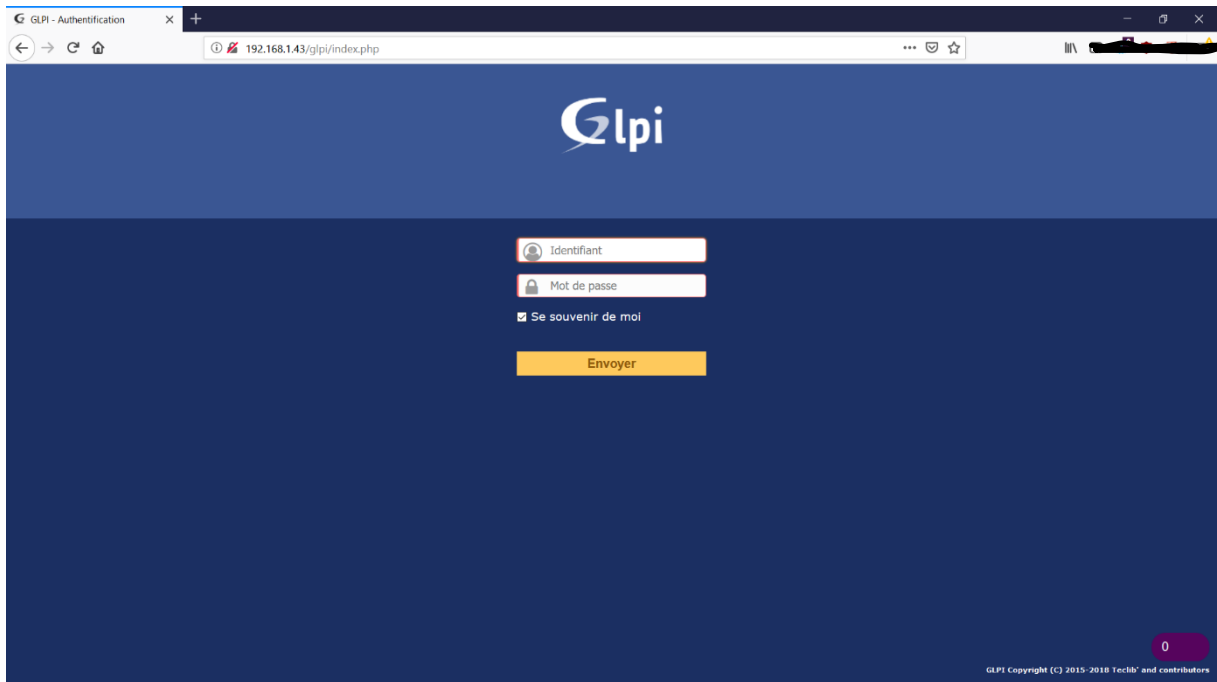 GLPI - Authentification
192.168.1.43/glpi/index.php
Glpi
Identifiant
Mot de passe
Se souvenir de moi
Envoyer
0
GLPI Copyright (C) 2015-2018 Teclib' and contributors